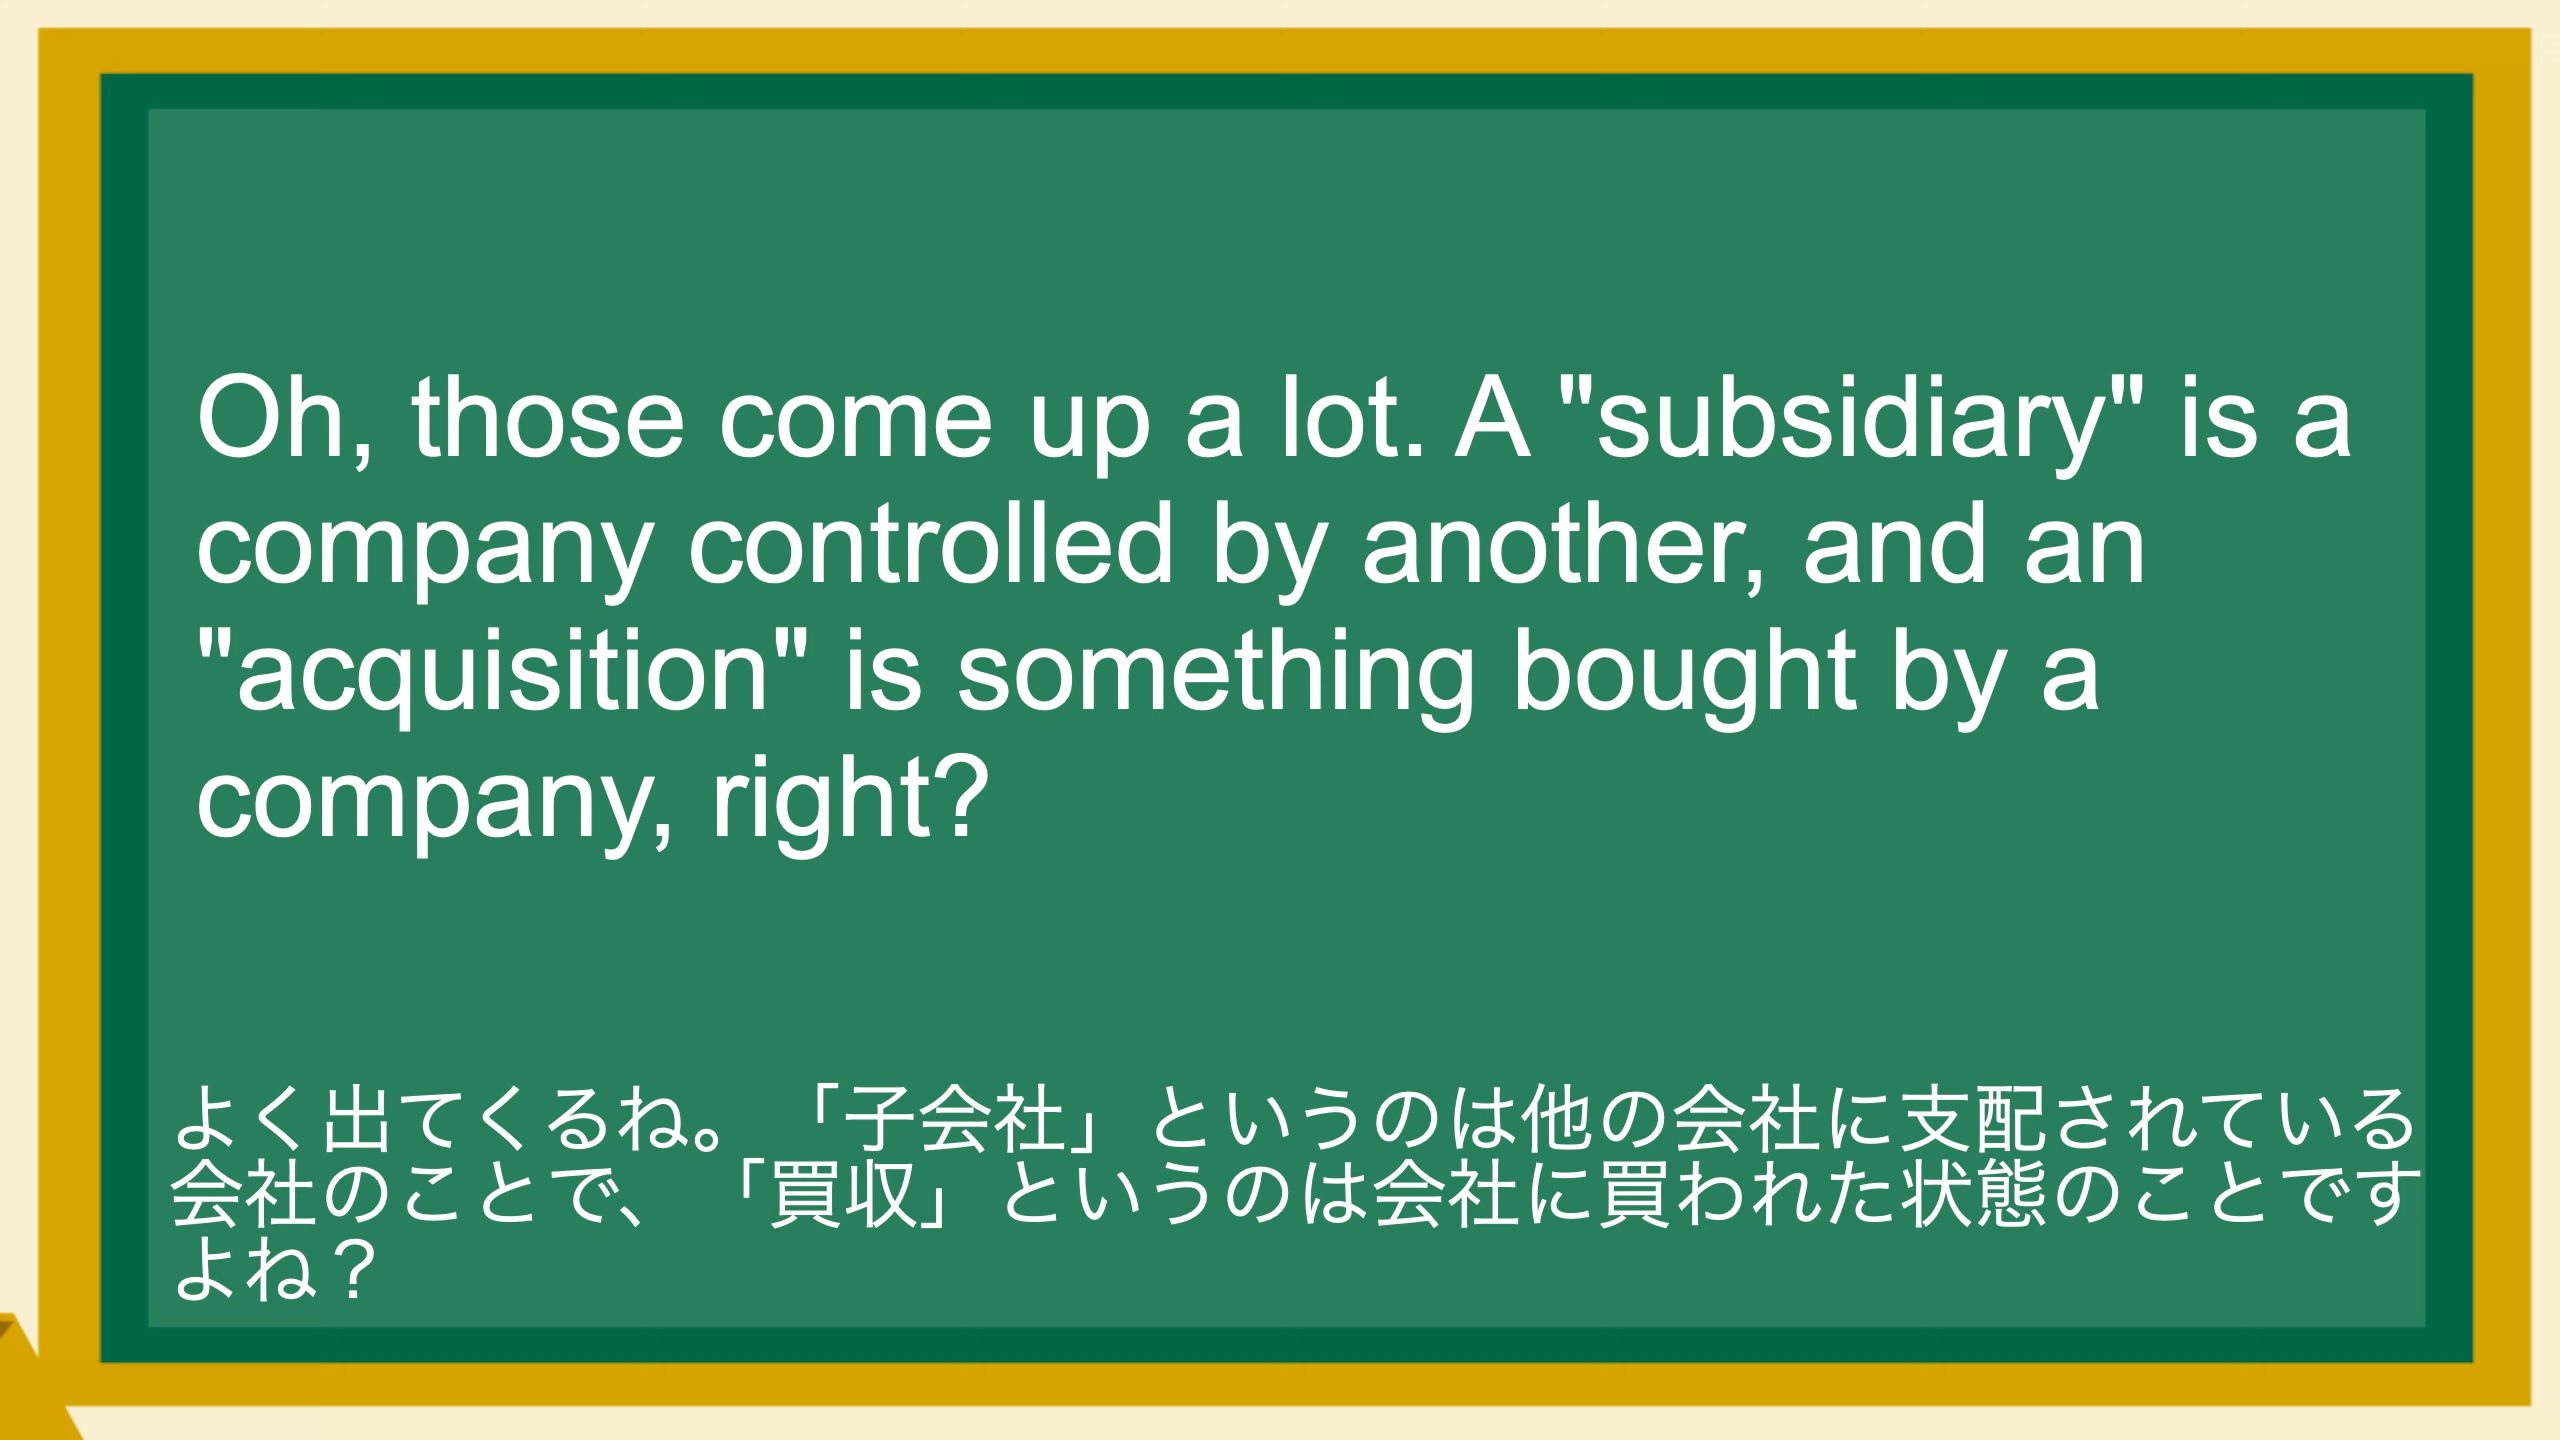 Oh, those come up a lot. A "subsidiary" is a
company controlled by another, and an
"acquisition" is something bought by a
company, right?
よく出てくるね。「子会社」というのは他の会社に支配されている
会社のことで、「買収」というのは会社に買われた状態のことです
よね？